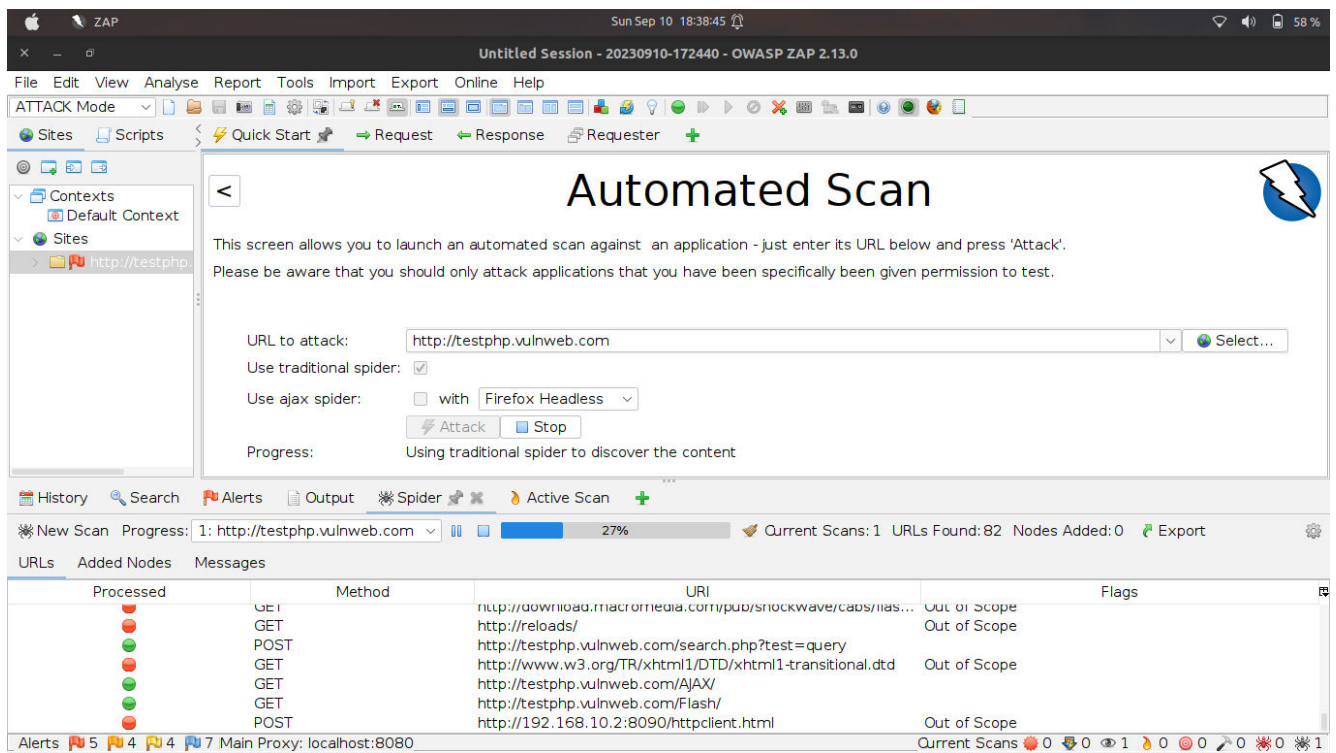 ZAP Sun Sep 10 18:38:45 58 %
Untitled Session - 20230910-172440 - OWASP ZAP 2.13.0
File Edit View Analyse Report Tools Import Export Online Help
ATTACK Mode
Sites Scripts Quick Start Request Response Requester
Contexts
Default Context
Sites
http://testphp.
<
Automated Scan
This screen allows you to launch an automated scan against an application - just enter its URL below and press 'Attack'.
Please be aware that you should only attack applications that you have been specifically been given permission to test.
URL to attack: http://testphp.vulnweb.com Select...
Use traditional spider:
Use ajax spider: with Firefox Headless
Attack Stop
Progress: Using traditional spider to discover the content
History Search Alerts Output Spider Active Scan
New Scan Progress: 1: http://testphp.vulnweb.com 27% Current Scans: 1 URLs Found: 82 Nodes Added: 0 Export
URLs Added Nodes Messages
Processed Method URI Flags
GET http://download.macromedia.com/pub/shockwave/cabs/flas... Out of Scope
GET http://reloads/ Out of Scope
POST http://testphp.vulnweb.com/search.php?test=query
GET http://www.w3.org/TR/xhtml1/DTD/xhtml1-transitional.dtd Out of Scope
GET http://testphp.vulnweb.com/AJAX/
GET http://testphp.vulnweb.com/Flash/
POST http://192.168.10.2:8090/httpclient.html Out of Scope
Alerts 5 4 4 7 Main Proxy: localhost:8080 Current Scans 0 0 1 0 0 0 0 1